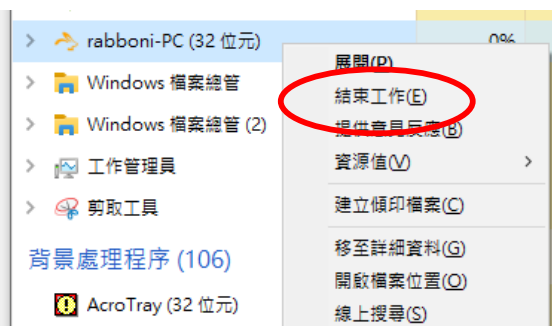 rabboni-PC (32 位元)
0%
Windows 檔案總管
Windows 檔案總管 (2)
工作管理員
剪取工具
背景處理程序 (106)
AcroTray (32 位元)
展開(P)
結束工作(E)
提供意見反應(B)
資源值(V)
建立傾印檔案(C)
移至詳細資料(G)
開啟檔案位置(O)
線上搜尋(S)